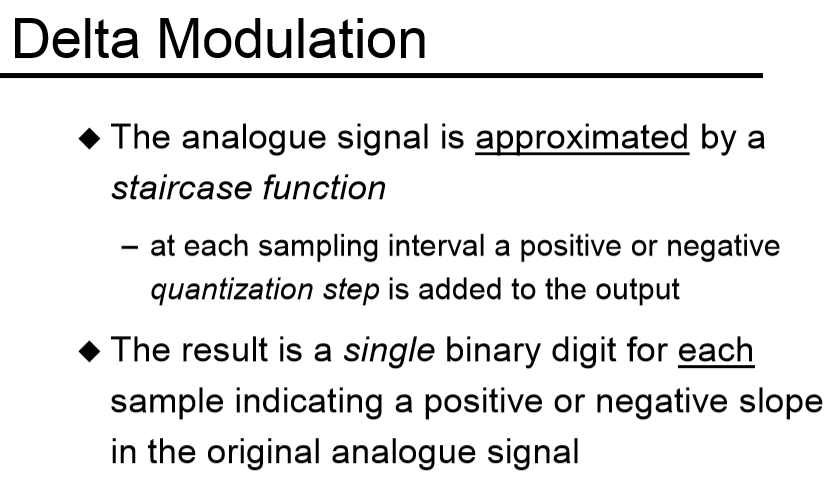 Delta Modulation
◆ The analogue signal is approximated by a
staircase function
– at each sampling interval a positive or negative
quantization step is added to the output
◆ The result is a single binary digit for each
sample indicating a positive or negative slope
in the original analogue signal